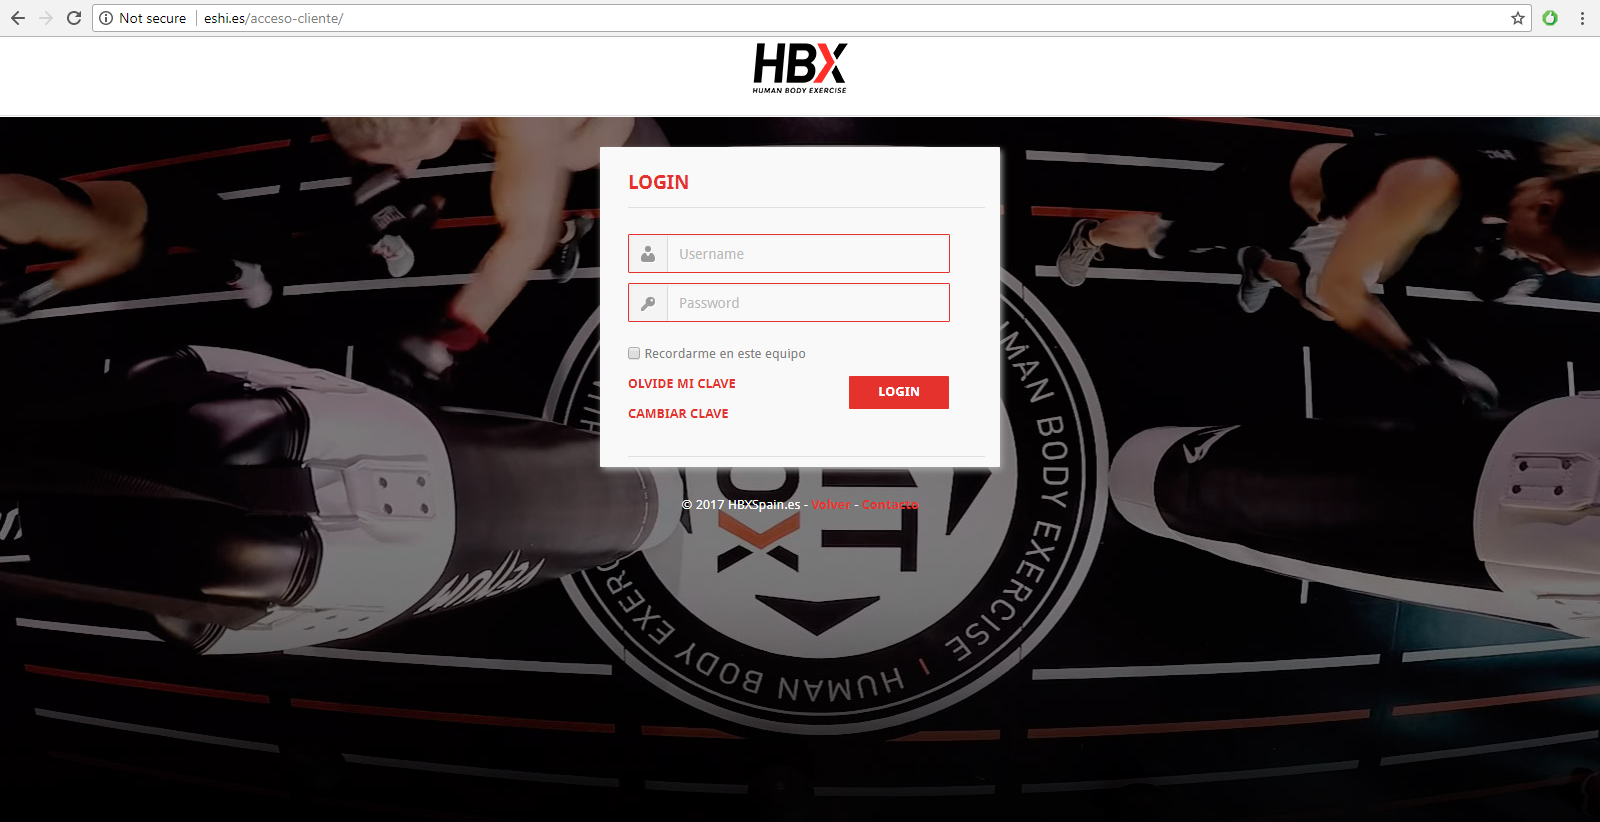 Not secure eshi.es/acceso-cliente/
HBX
HUMAN BODY EXERCISE
LOGIN
Username
Password
Recordarme en este equipo
OLVIDE MI CLAVE
LOGIN
CAMBIAR CLAVE
© 2017 HBXSpain.es - Volver - Contacto
HUMAN BODY EXERCISE | HUMAN BODY EXERC